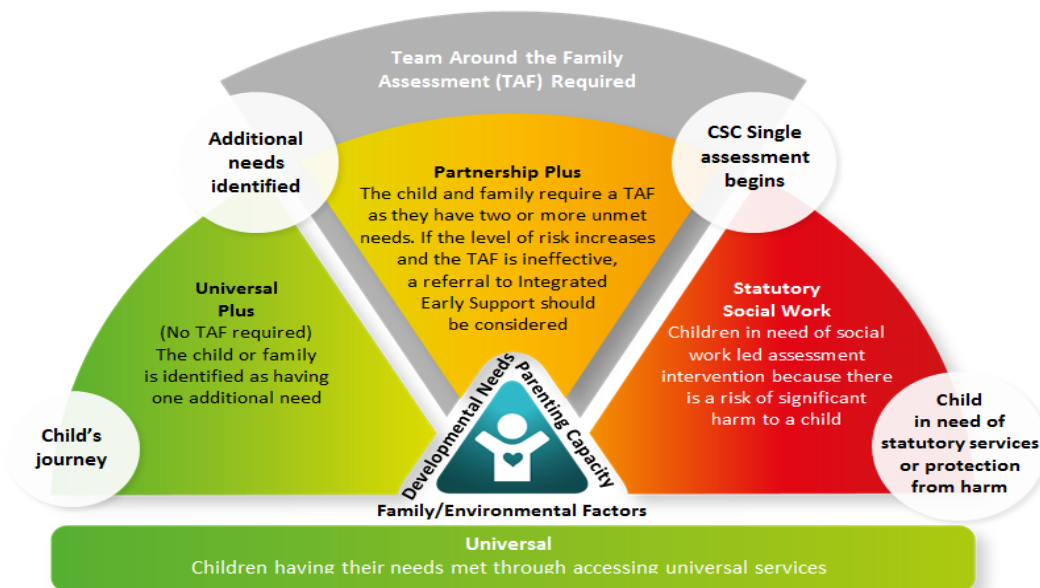 Team Around the Family
Assessment (TAF) Required
Additional
needs
identified
CSC Single
assessment
begins
Partnership Plus
The child and family require a TAF
as they have two or more unmet
needs. If the level of risk increases
and the TAF is ineffective,
a referral to Integrated
Early Support should
be considered
Universal
Plus
(No TAF required)
The child or family
is identified as having
one additional need
Statutory
Social Work
Children in need of social
work led assessment
intervention because there
is a risk of significant
harm to a child
Child's
journey
Child
in need of
statutory services
or protection
from harm
Developmental Needs
Parenting Capacity
Family/Environmental Factors
Universal
Children having their needs met through accessing universal services